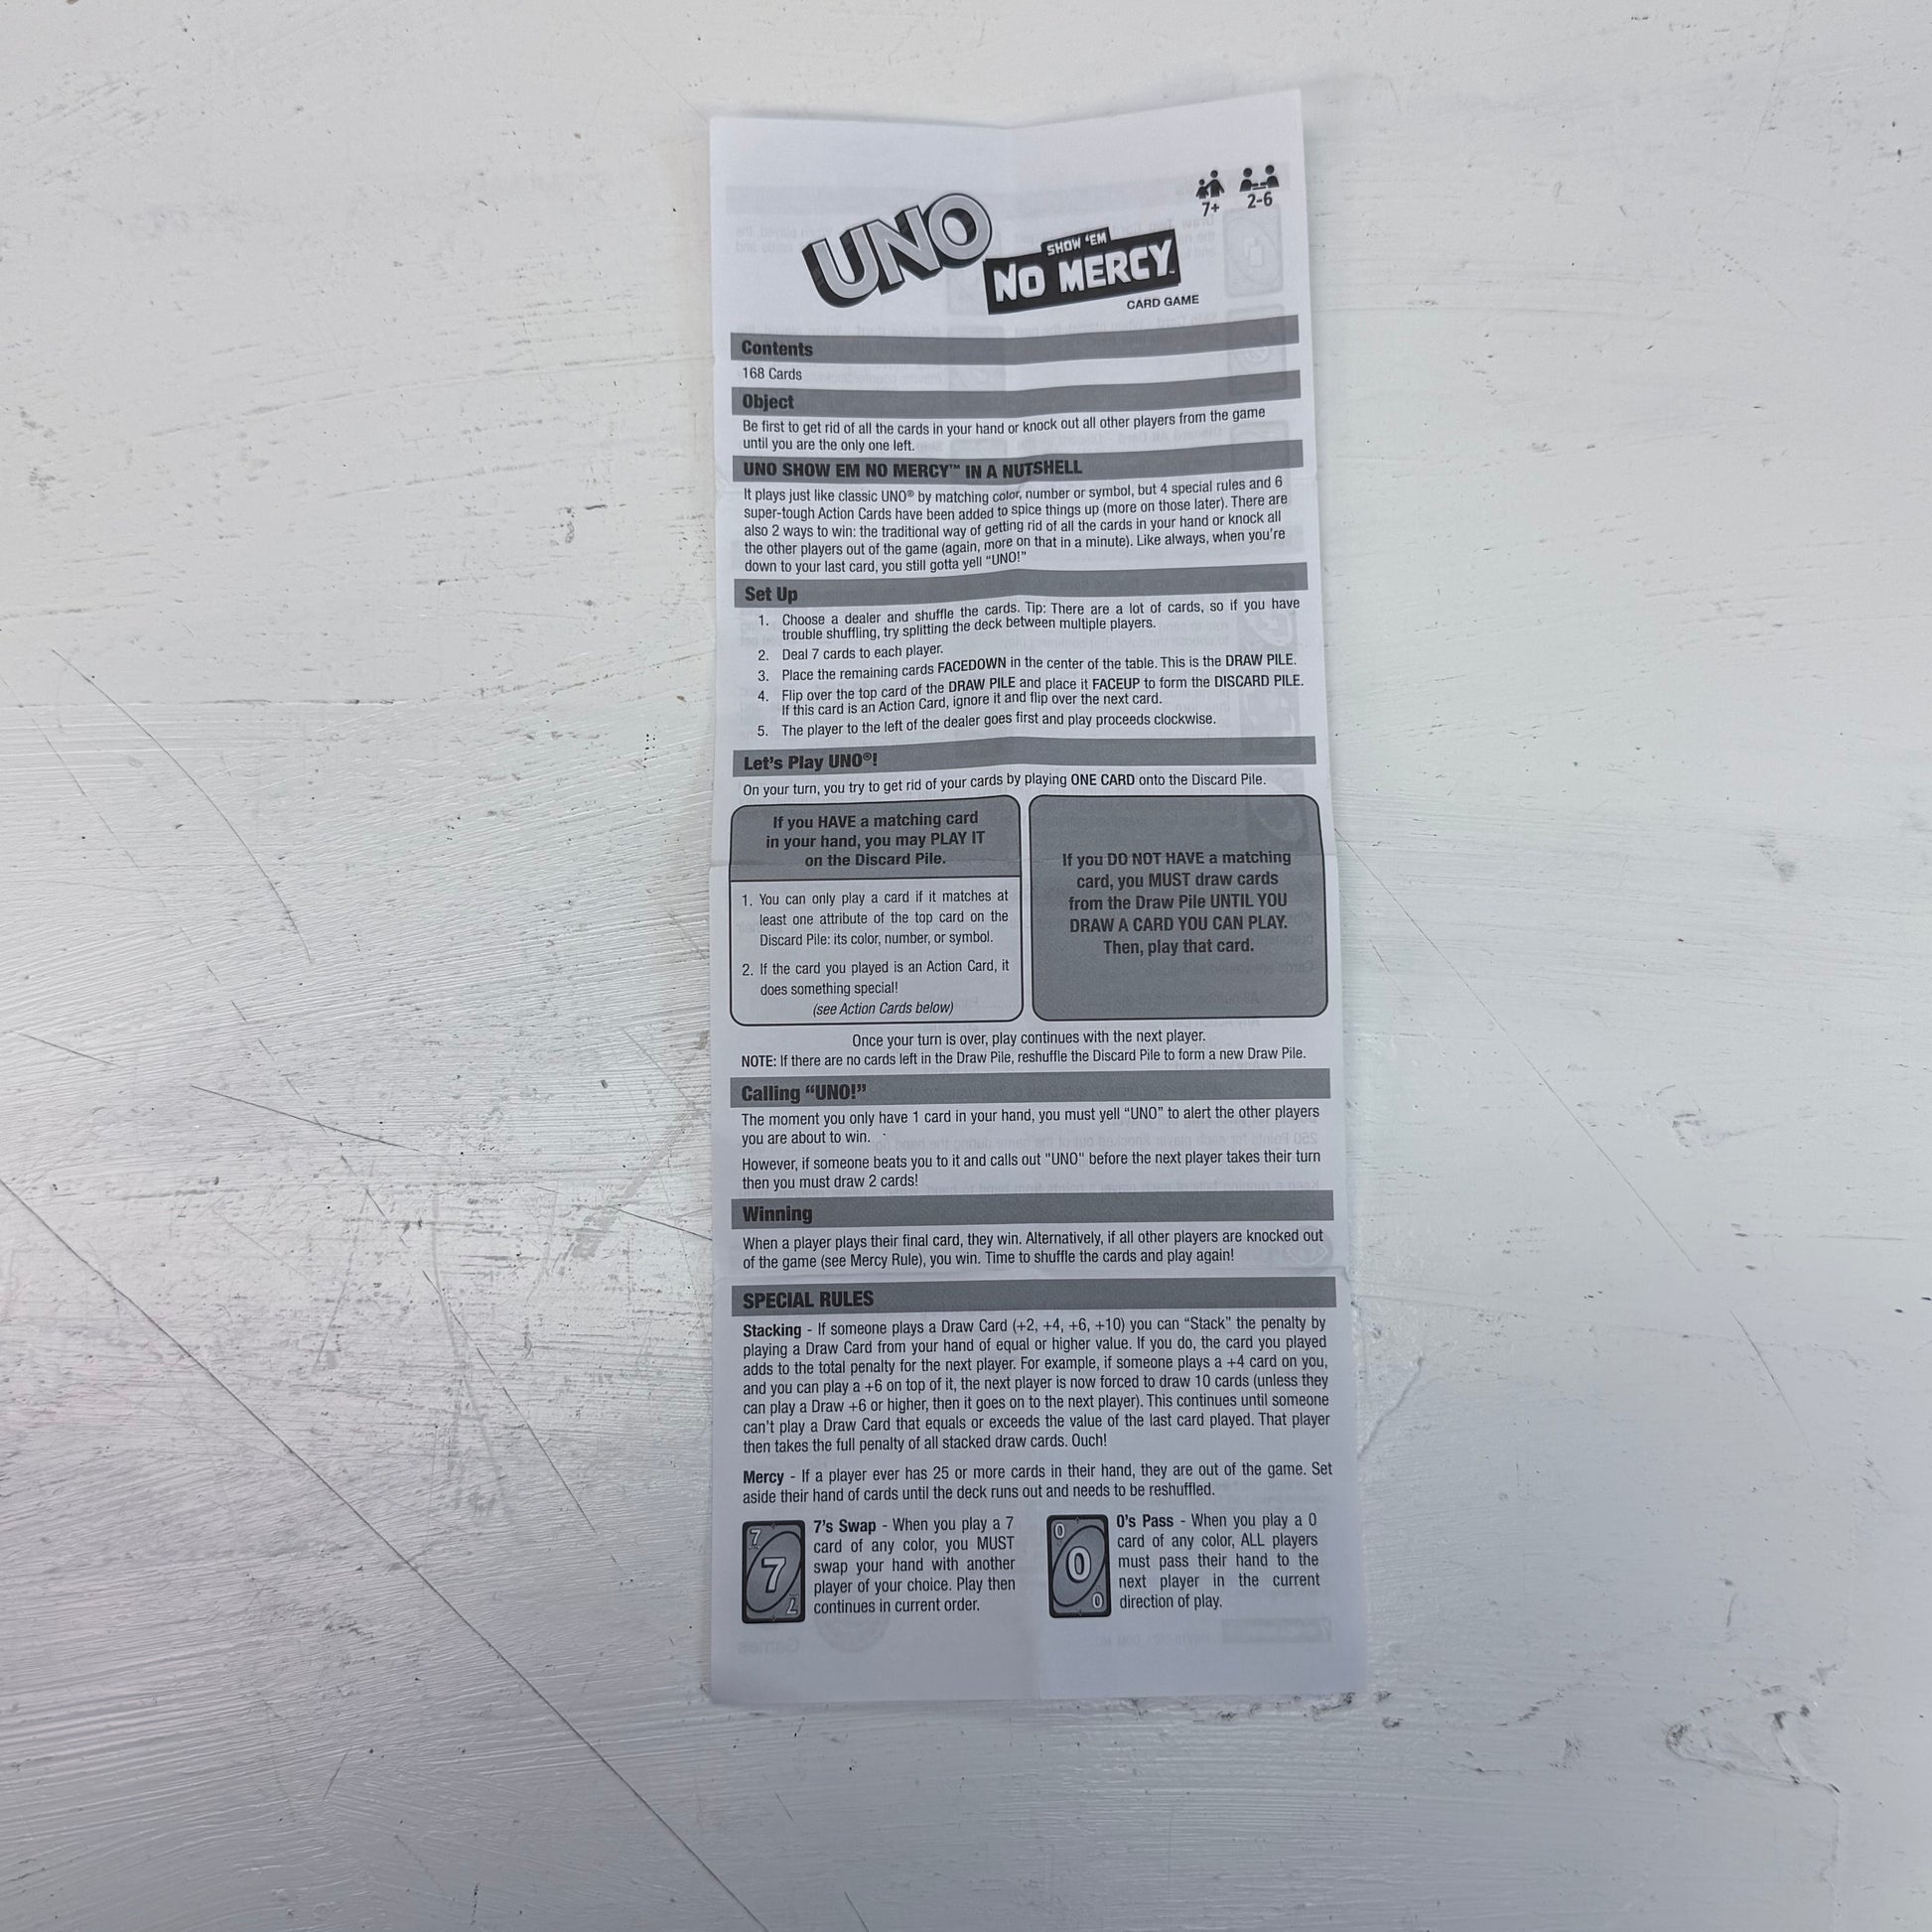 7+ 2-6
UNO
SHOW 'EM
NO MERCY™
CARD GAME
Contents
168 Cards
Object
Be first to get rid of all the cards in your hand or knock out all other players from the game
until you are the only one left.
UNO SHOW EM NO MERCY™ IN A NUTSHELL
It plays just like classic UNO® by matching color, number or symbol, but 4 special rules and 6
super-tough Action Cards have been added to spice things up (more on those later). There are
also 2 ways to win: the traditional way of getting rid of all the cards in your hand or knock all
the other players out of the game (again, more on that in a minute). Like always, when you're
down to your last card, you still gotta yell “UNO!”
Set Up
1. Choose a dealer and shuffle the cards. Tip: There are a lot of cards, so if you have
trouble shuffling, try splitting the deck between multiple players.
2. Deal 7 cards to each player.
3. Place the remaining cards FACEDOWN in the center of the table. This is the DRAW PILE.
4. Flip over the top card of the DRAW PILE and place it FACEUP to form the DISCARD PILE.
If this card is an Action Card, ignore it and flip over the next card.
5. The player to the left of the dealer goes first and play proceeds clockwise.
Let's Play UNO®!
On your turn, you try to get rid of your cards by playing ONE CARD onto the Discard Pile.
If you HAVE a matching card
in your hand, you may PLAY IT
on the Discard Pile.
1. You can only play a card if it matches at
least one attribute of the top card on the
Discard Pile: its color, number, or symbol.
2. If the card you played is an Action Card, it
does something special!
(see Action Cards below)
If you DO NOT HAVE a matching
card, you MUST draw cards
from the Draw Pile UNTIL YOU
DRAW A CARD YOU CAN PLAY.
Then, play that card.
Once your turn is over, play continues with the next player.
NOTE: If there are no cards left in the Draw Pile, reshuffle the Discard Pile to form a new Draw Pile.
Calling “UNO!”
The moment you only have 1 card in your hand, you must yell “UNO” to alert the other players
you are about to win.
However, if someone beats you to it and calls out "UNO" before the next player takes their turn
then you must draw 2 cards!
Winning
When a player plays their final card, they win. Alternatively, if all other players are knocked out
of the game (see Mercy Rule), you win. Time to shuffle the cards and play again!
SPECIAL RULES
Stacking - If someone plays a Draw Card (+2, +4, +6, +10) you can “Stack” the penalty by
playing a Draw Card from your hand of equal or higher value. If you do, the card you played
adds to the total penalty for the next player. For example, if someone plays a +4 card on you,
and you can play a +6 on top of it, the next player is now forced to draw 10 cards (unless they
can play a Draw +6 or higher, then it goes on to the next player). This continues until someone
can't play a Draw Card that equals or exceeds the value of the last card played. That player
then takes the full penalty of all stacked draw cards. Ouch!
Mercy - If a player ever has 25 or more cards in their hand, they are out of the game. Set
aside their hand of cards until the deck runs out and needs to be reshuffled.
7
7
7
7's Swap - When you play a 7
card of any color, you MUST
swap your hand with another
player of your choice. Play then
continues in current order.
0
0
0
0's Pass - When you play a 0
card of any color, ALL players
must pass their hand to the
next player in the current
direction of play.